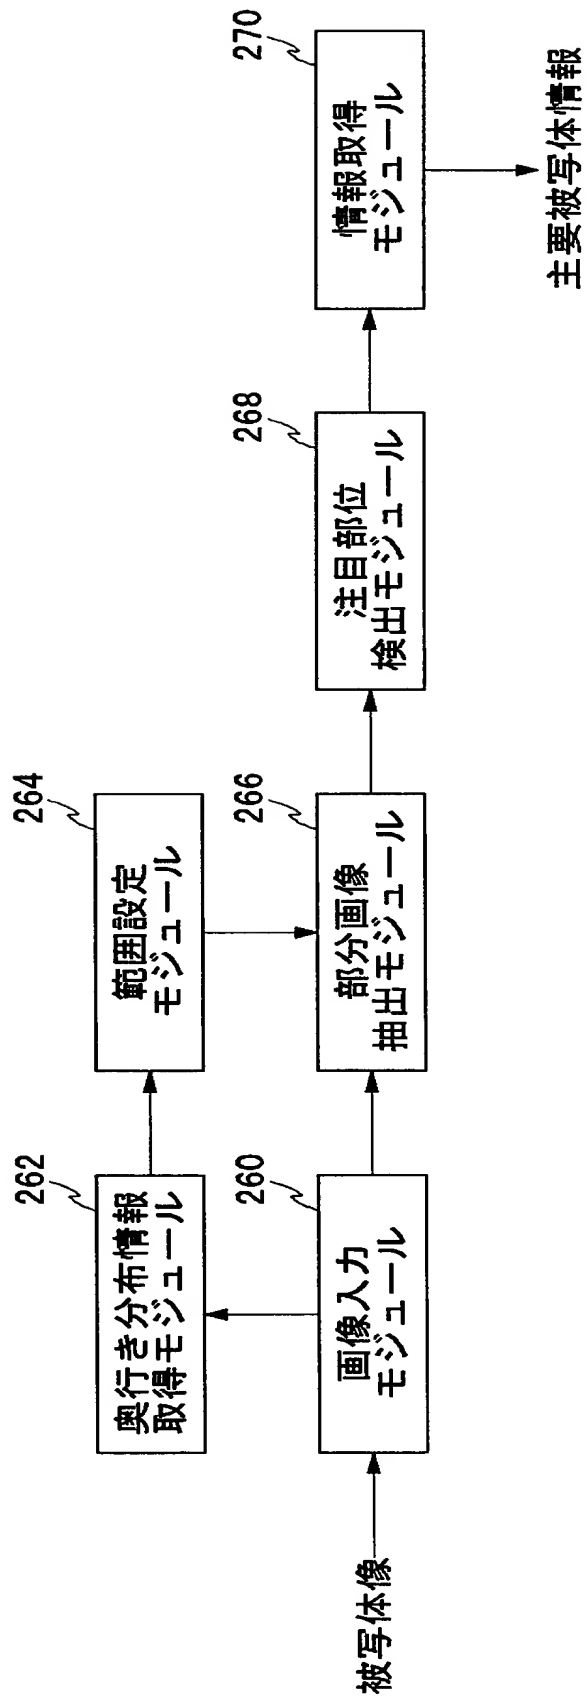 被写体像
260
画像入力
モジュール
262
奥行き分布情報
取得モジュール
264
範囲設定
モジュール
266
部分画像
抽出モジュール
268
注目部位
検出モジュール
270
情報取得
モジュール
主要被写体情報